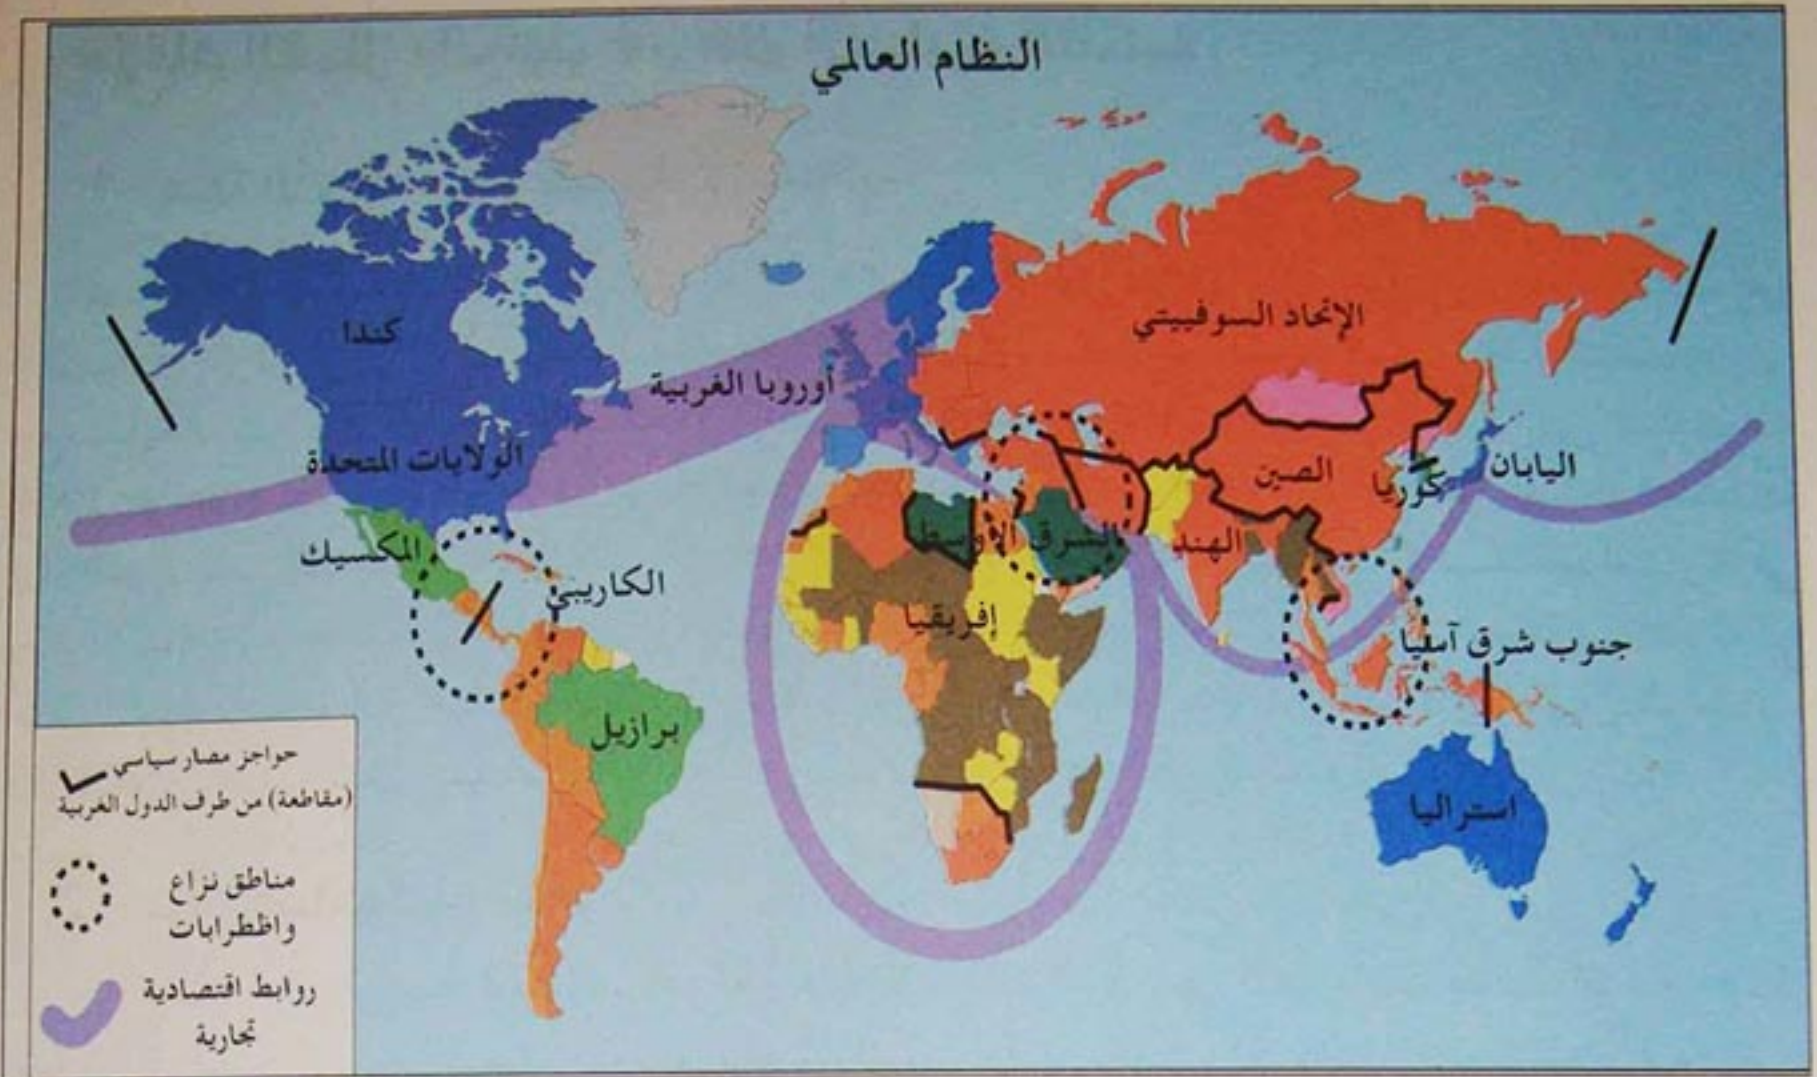 النظام العالمي
كندا
الإتحاد السوفييتي
أوروبا الغربية
الولايات المتحدة
الصين
كوريا
اليابان
المكسيك
الشرق الأوسط
الهند
الكاريبي
إفريقيا
جنوب شرق آسيا
برازيل
استراليا
حواجز مصار سياسي
(مقاطعة) من طرف الدول الغربية
مناطق نزاع
واظطرابات
روابط اقتصادية
تجارية